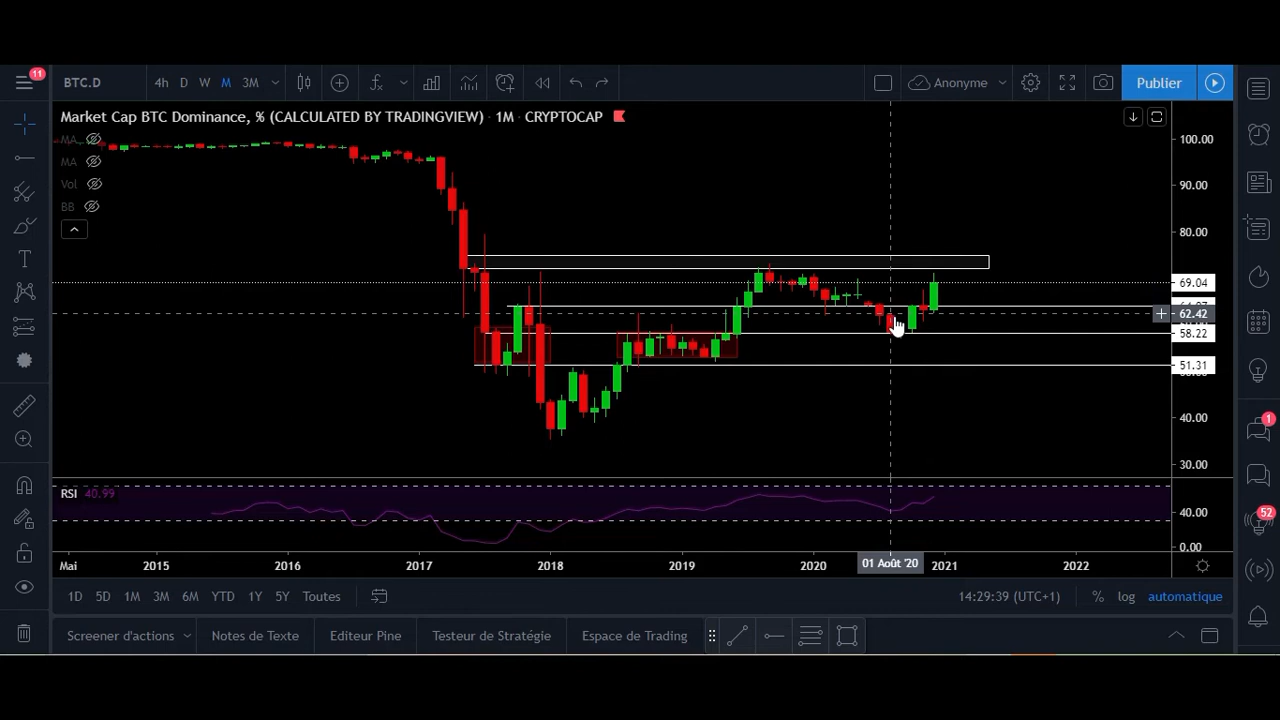 11
BTC.D 4h D W M 3M Anonyme Publier
Market Cap BTC Dominance, % (CALCULATED BY TRADINGVIEW) · 1M · CRYPTOCAP
MA
MA
Vol
BB
100.00
90.00
80.00
69.04
62.42
58.22
51.31
40.00
30.00
RSI 40.99
40.00
0.00
Mai 2015 2016 2017 2018 2019 2020 01 Août '20 2021 2022
1D 5D 1M 3M 6M YTD 1Y 5Y Toutes 14:29:39 (UTC+1) % log automatique
Screener d'actions Notes de Texte Editeur Pine Testeur de Stratégie Espace de Trading
1
52